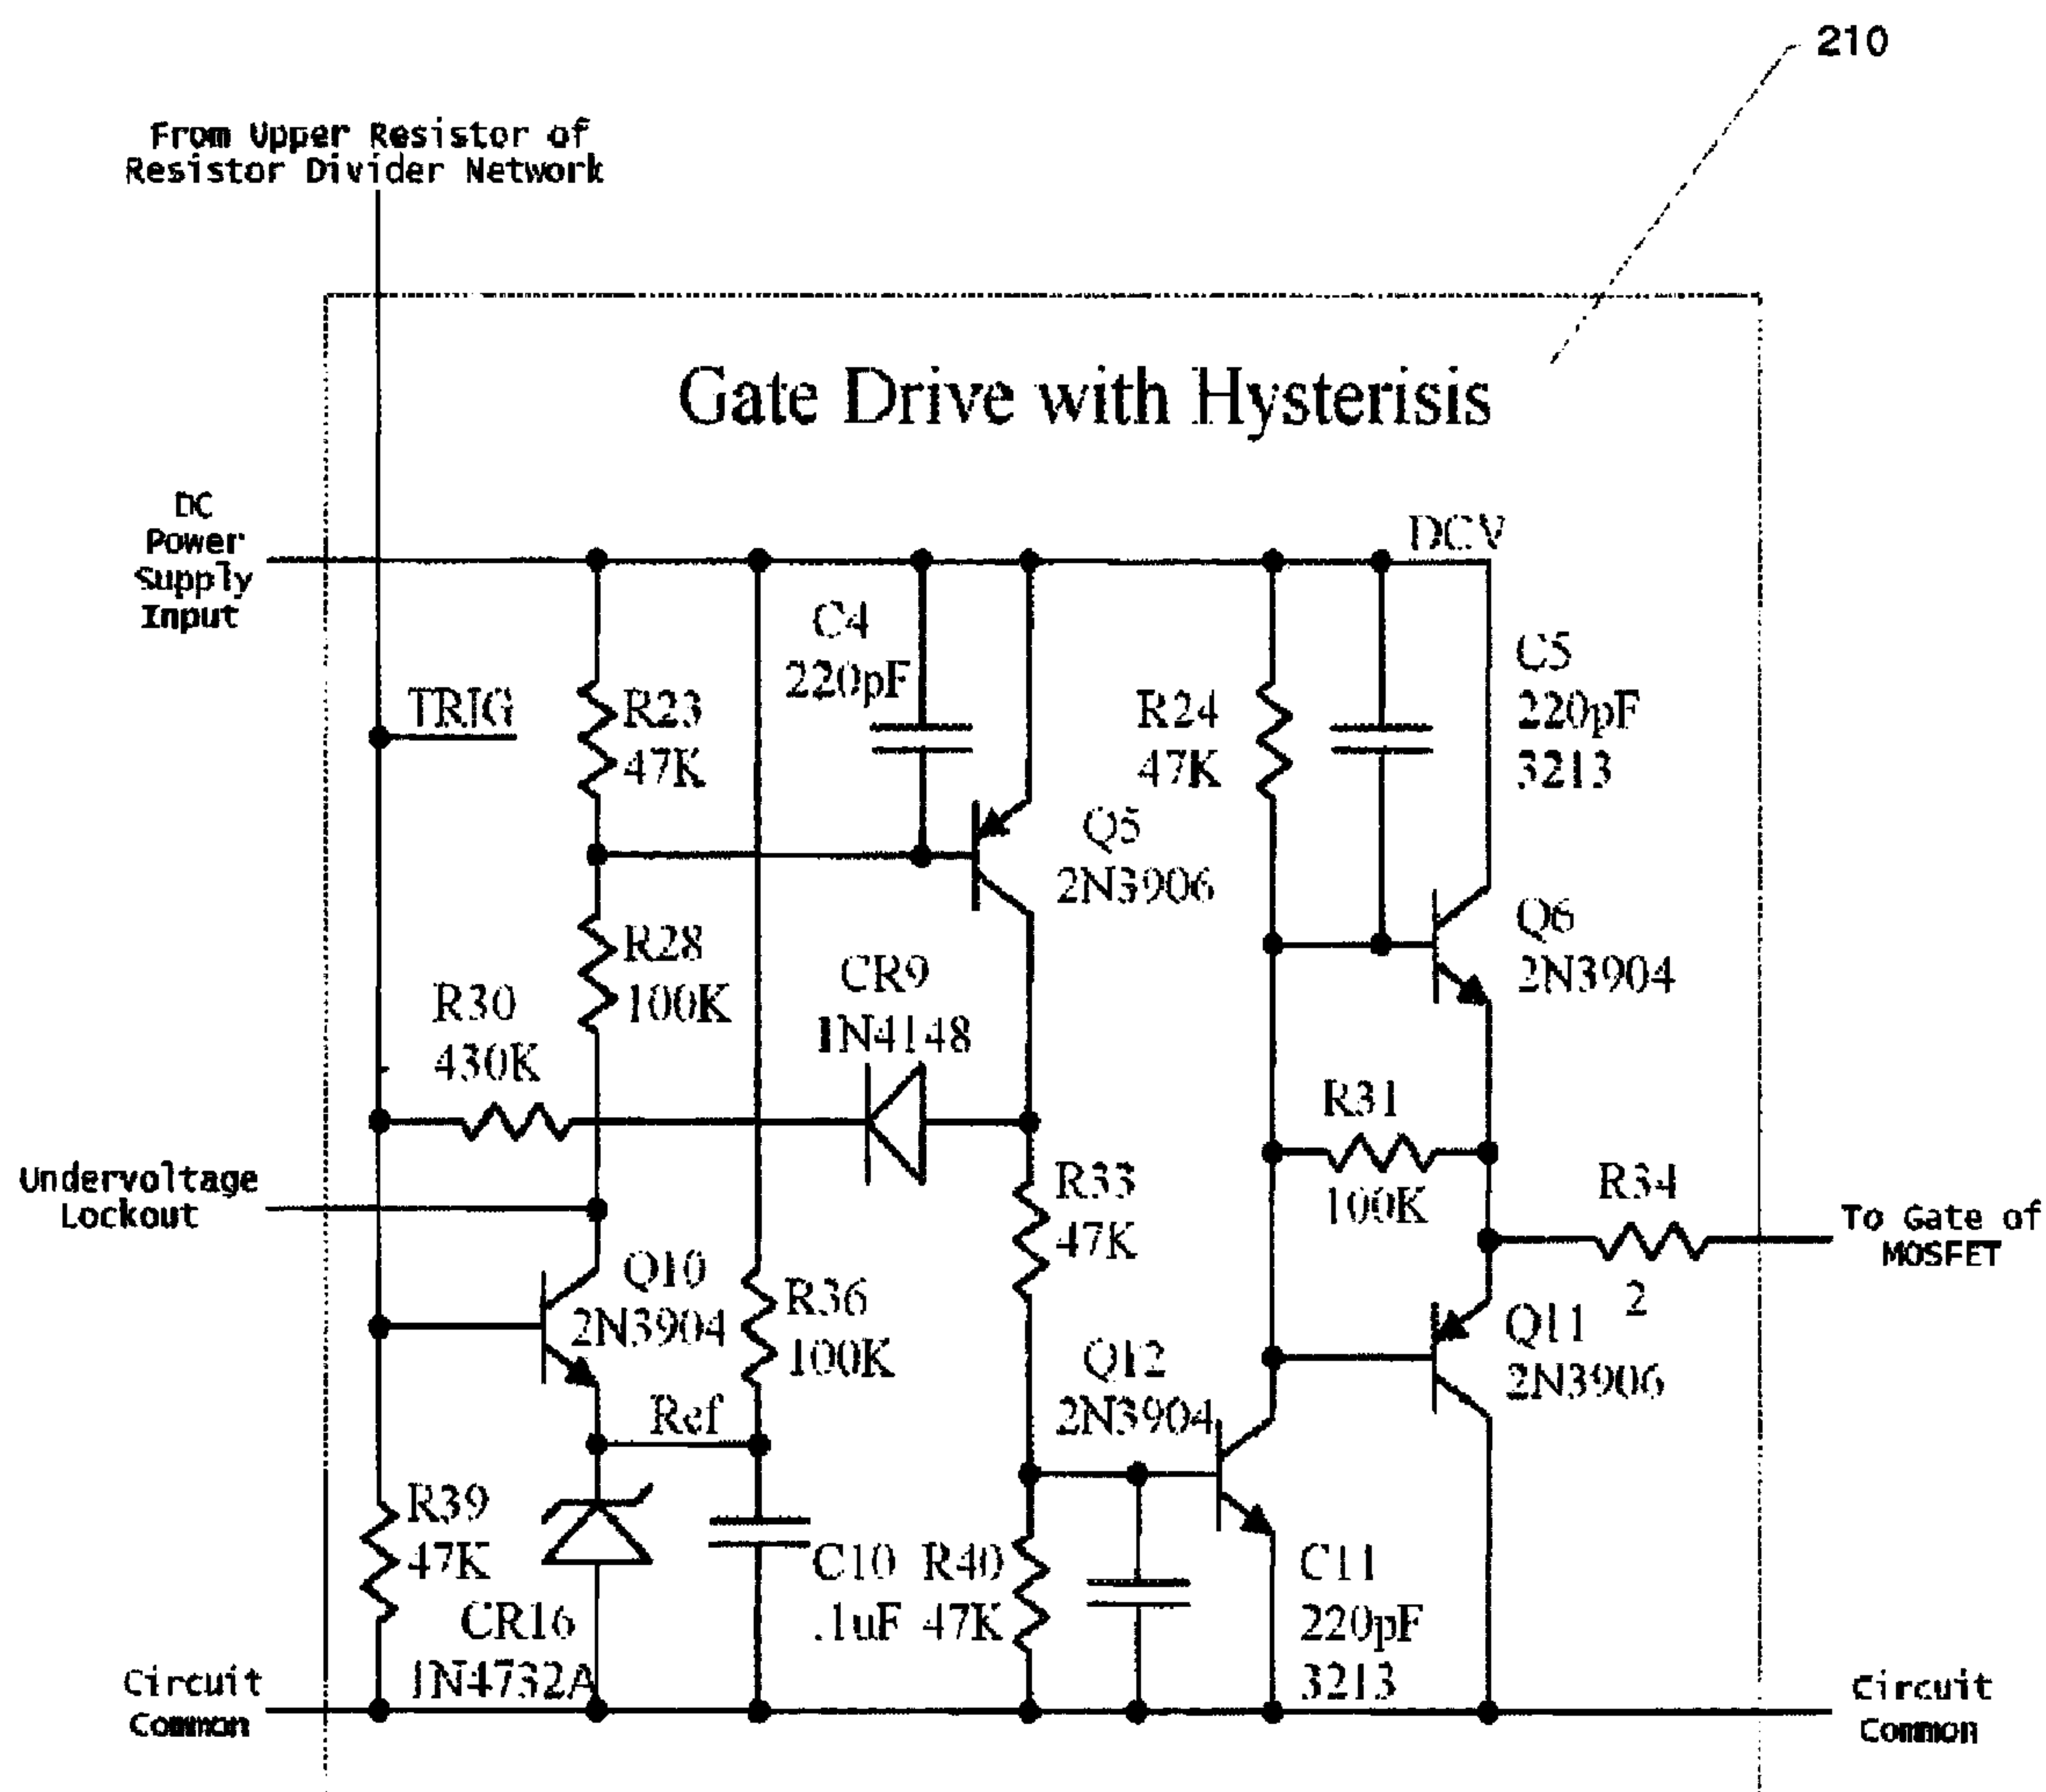 210
From Upper Resistor of
Resistor Divider Network
Gate Drive with Hysterisis
DC
Power
Supply
Input
DCV
C4
220pF
C5
220pF
3213
TRIG
R23
47K
R24
47K
Q5
2N3906
Q6
2N3904
R28
100K
CR9
1N4148
R30
430K
R31
100K
Undervoltage
Lockout
R33
47K
R34
2
To Gate of
MOSFET
Q10
2N3904
R36
100K
Q11
2N3906
Q12
2N3904
Ref
R39
47K
CR16
1N4732A
C10
.1uF
R40
47K
C11
220pF
3213
Circuit
Common
Circuit
Common